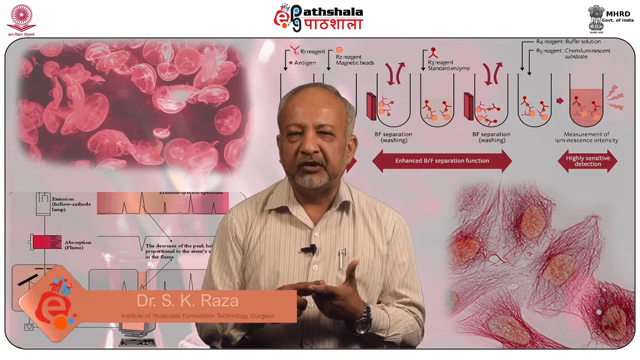 ePathshala
पाठशाला
MHRD
Govt. of India
R₁ reagent
Antigen
R₂ reagent
Magnetic beads
R₃ reagent
Standard enzyme
R₄ reagent : Buffer solution
R₅ reagent : Chemiluminescent
substrate
BF separation
(washing)
BF separation
(washing)
Measurement of
luminescence intensity
Enhanced B/F separation function
Highly sensitive
detection
Emission
(hollow-cathode
lamp)
Absorption
(Flame)
The decrease of the peak
proportional to the atom's
in the flame
Dr. S. K. Raza
Institute of Pesticides Formulation Technology, Gurgaon